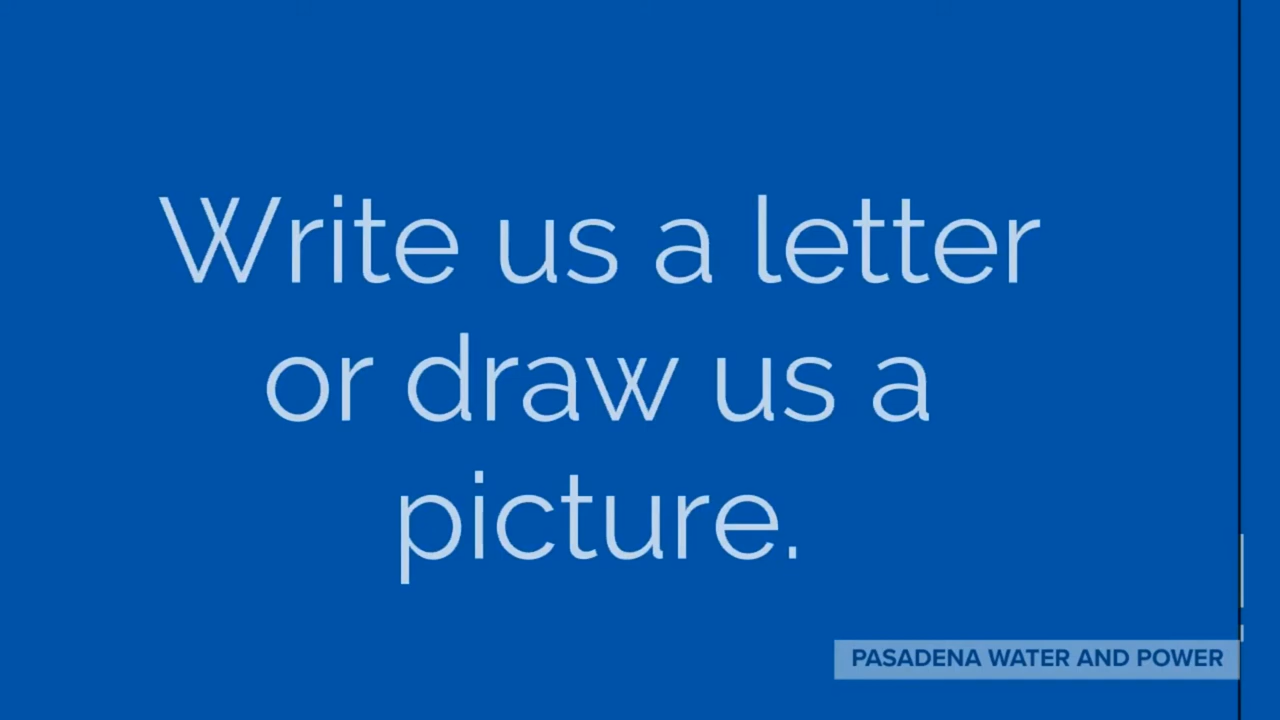 Write us a letter
or draw us a
picture.
PASADENA WATER AND POWER